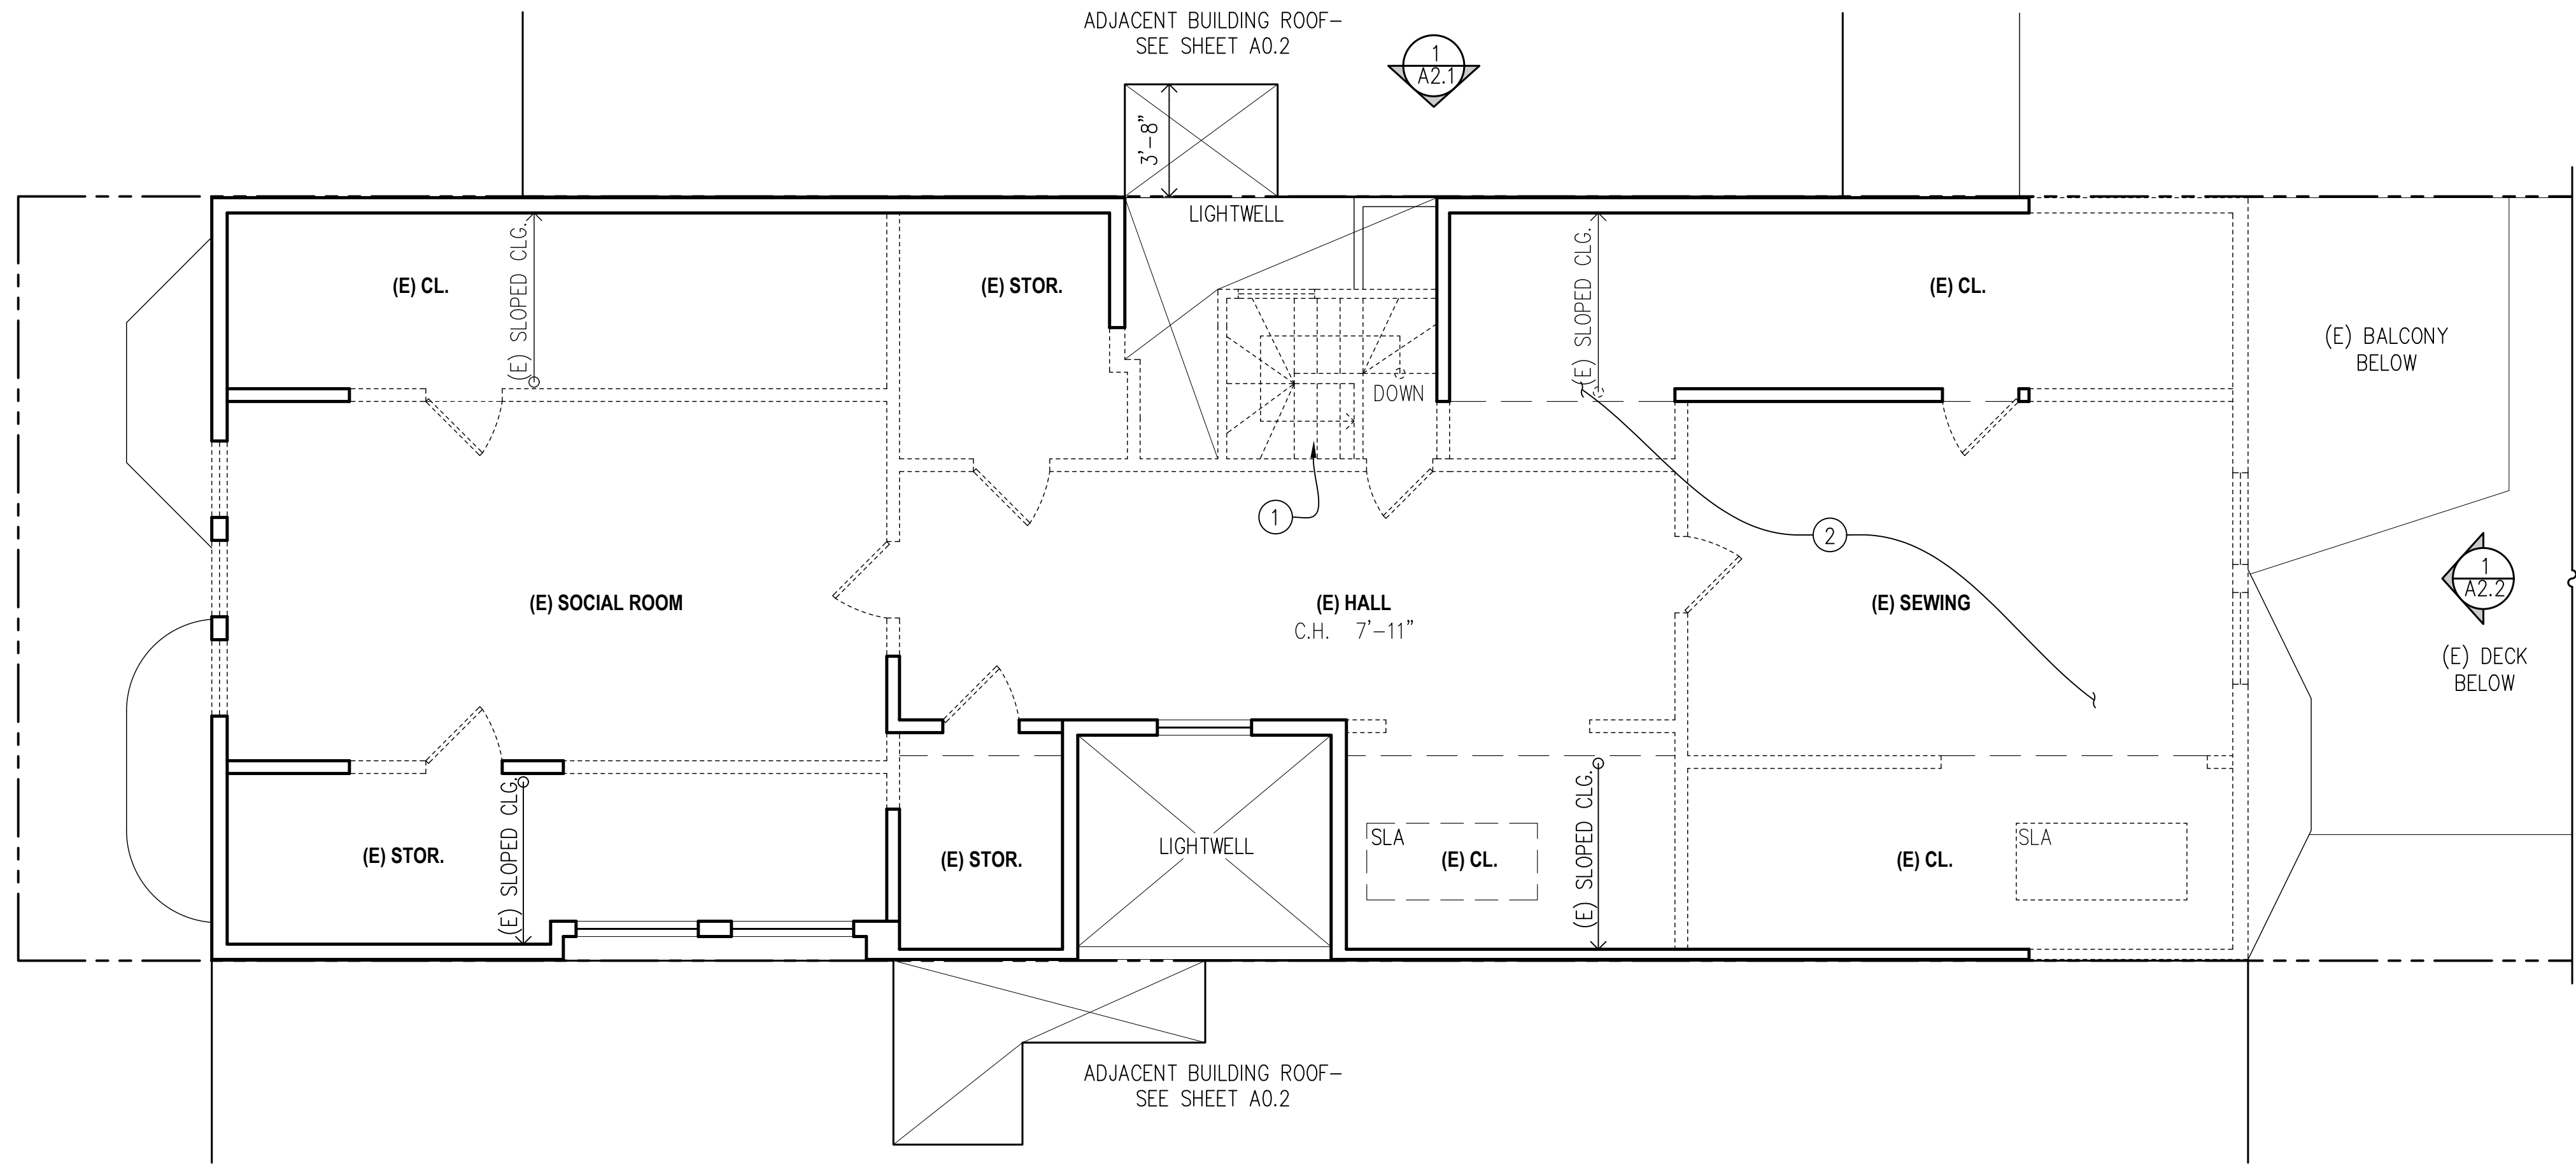 ADJACENT BUILDING ROOF-
SEE SHEET A0.2
1
A2.1
3'-8"
LIGHTWELL
(E) CL.
(E) SLOPED CLG.
(E) STOR.
(E) SLOPED CLG.
(E) CL.
(E) BALCONY
BELOW
DOWN
1
2
1
A2.2
(E) SOCIAL ROOM
(E) HALL
C.H. 7'-11"
(E) SEWING
(E) DECK
BELOW
(E) STOR.
(E) SLOPED CLG.
(E) STOR.
LIGHTWELL
SLA
(E) CL.
(E) SLOPED CLG.
(E) CL.
SLA
ADJACENT BUILDING ROOF-
SEE SHEET A0.2